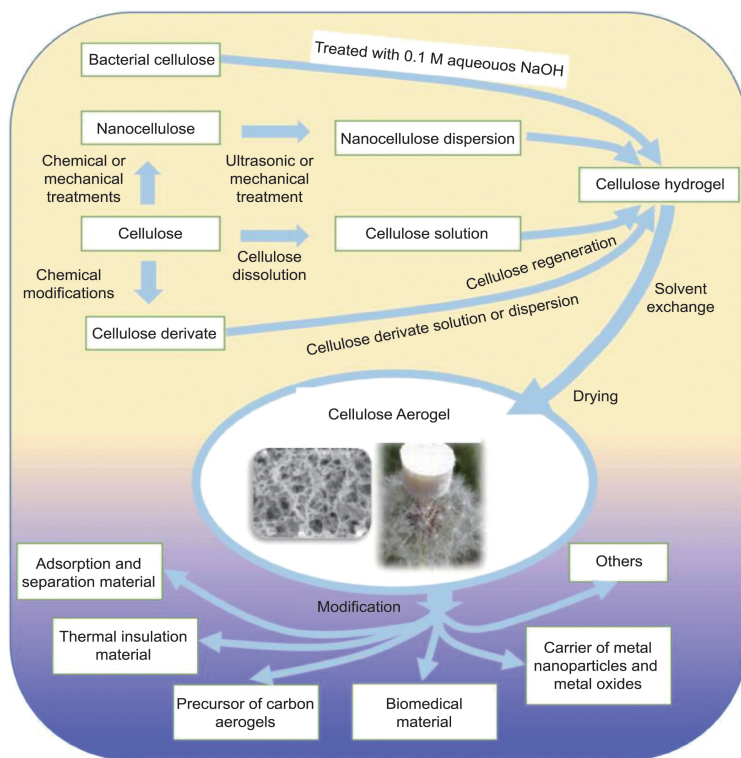 Bacterial cellulose
Treated with 0.1 M aqueuos NaOH
Nanocellulose
Nanocellulose dispersion
Chemical or
mechanical
treatments
Ultrasonic or
mechanical
treatment
Cellulose hydrogel
Cellulose
Cellulose solution
Cellulose
dissolution
Chemical
modifications
Cellulose regeneration
Solvent
exchange
Cellulose derivate
Cellulose derivate solution or dispersion
Drying
Cellulose Aerogel
Adsorption and
separation material
Others
Modification
Thermal insulation
material
Carrier of metal
nanoparticles and
metal oxides
Precursor of carbon
aerogels
Biomedical
material